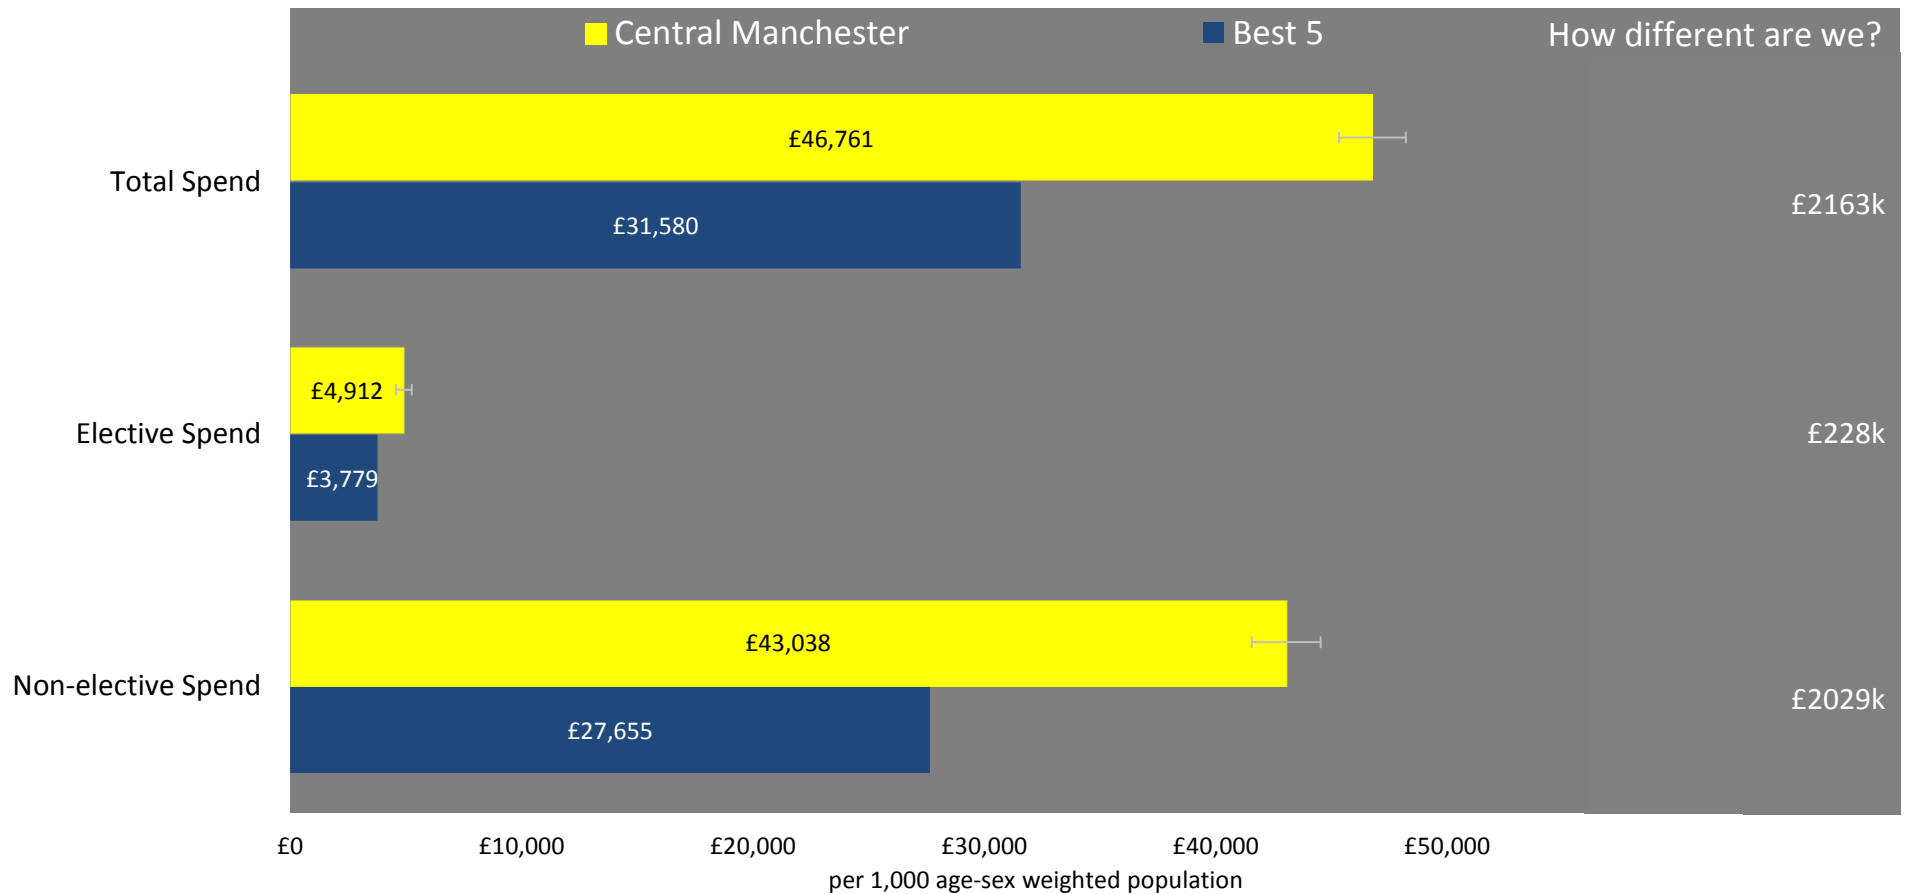 Central Manchester
Best 5
How different are we?
Total Spend
£46,761
£31,580
£2163k
Elective Spend
£4,912
£3,779
£228k
Non-elective Spend
£43,038
£27,655
£2029k
£0 £10,000 £20,000 £30,000 £40,000 £50,000
per 1,000 age-sex weighted population